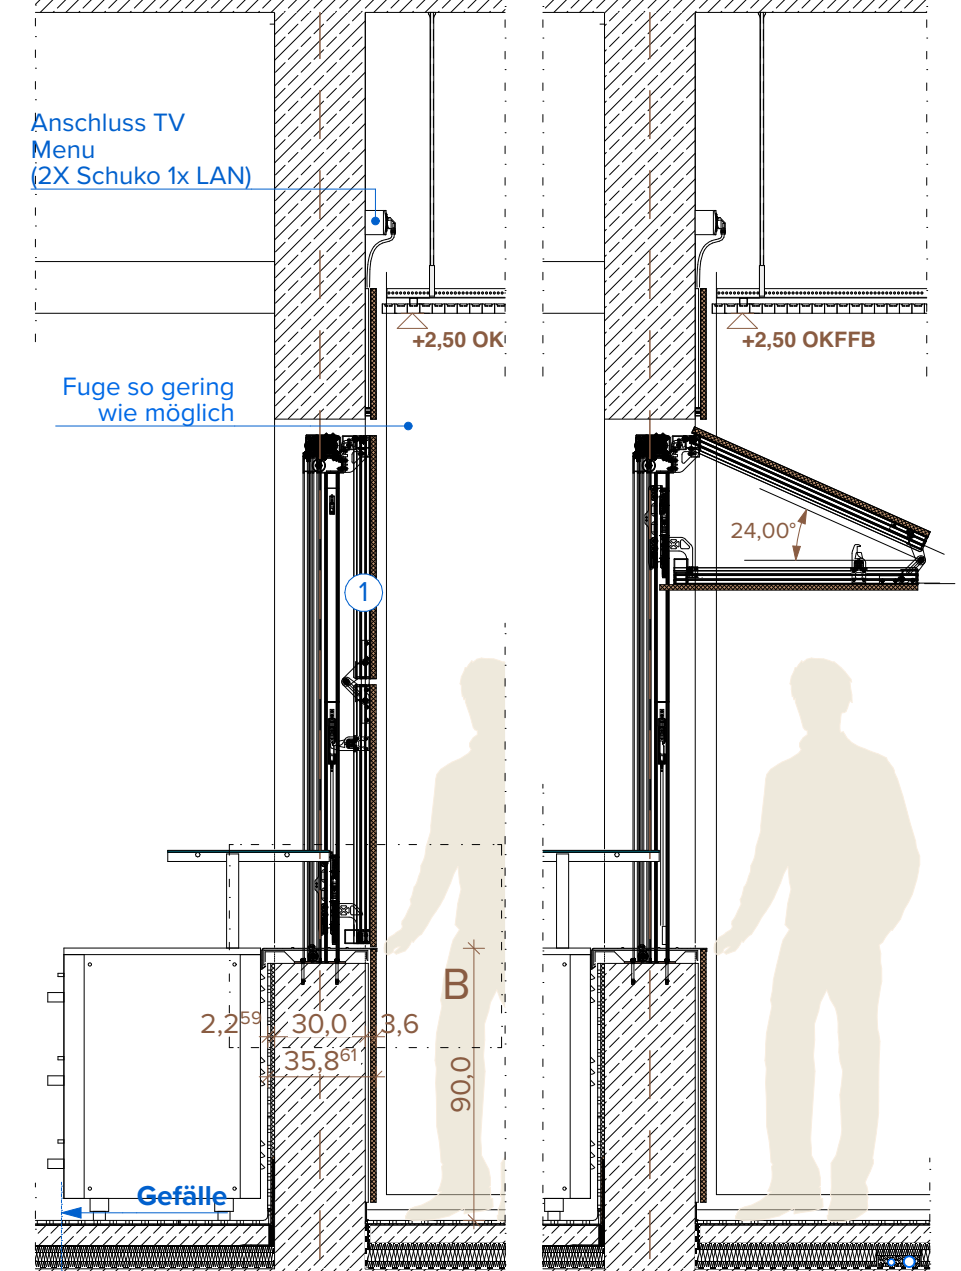 Anschluss TV
Menu
(2X Schuko 1x LAN)
+2,50 OK
+2,50 OKFFB
Fuge so gering
wie möglich
24,00°
1
B
2,2⁵⁹ 30,0 3,6
35,8⁶¹
90,0
Gefälle